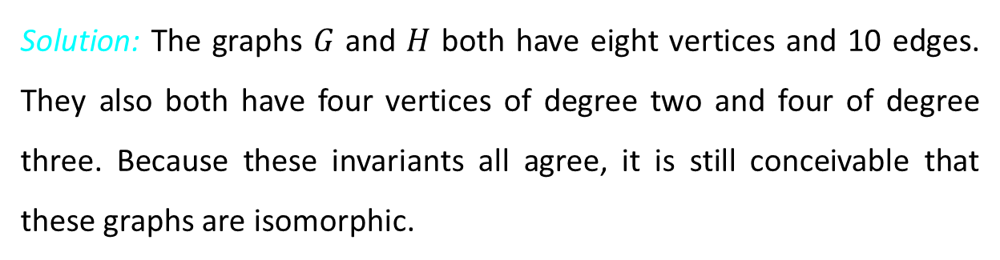 Solution: The graphs G and H both have eight vertices and 10 edges.
They also both have four vertices of degree two and four of degree
three. Because these invariants all agree, it is still conceivable that
these graphs are isomorphic.